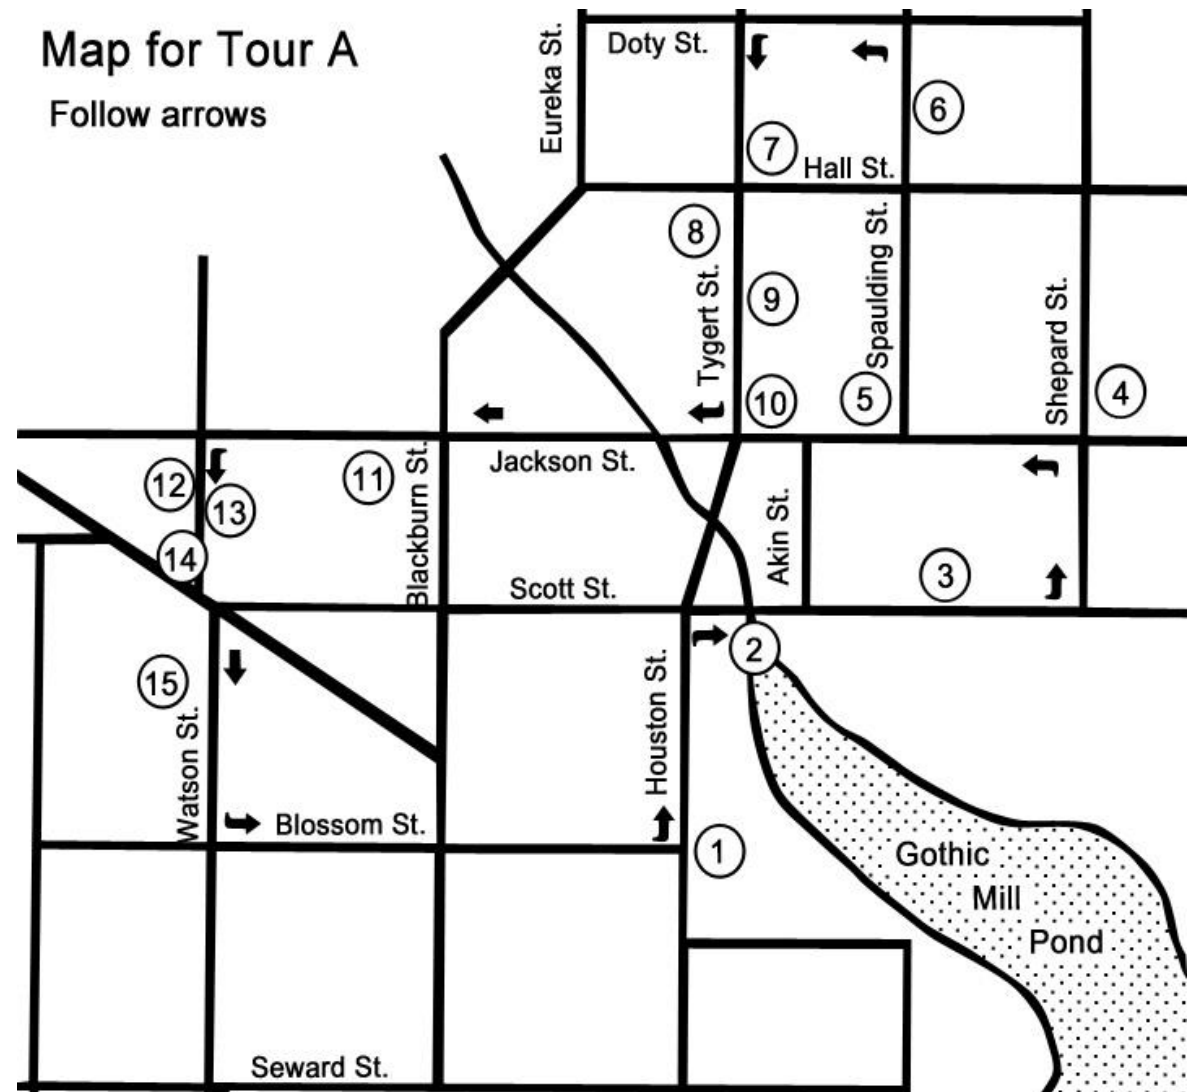 Map for Tour A
Follow arrows
Eureka St.
Doty St.
6
7
Hall St.
8
Tygert St.
9
Spaulding St.
Shepard St.
10
5
4
Jackson St.
Blackburn St.
11
12
13
14
Akin St.
3
Scott St.
2
15
Watson St.
Houston St.
Blossom St.
1
Gothic
Mill
Pond
Seward St.